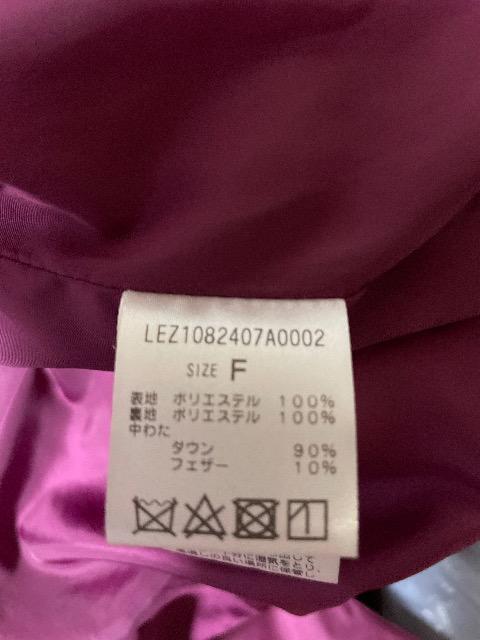 LEZ1082407A0002
SIZE F
表地 ポリエステル 100%
裏地 ポリエステル 100%
中わた
ダウン 90%
フェザー 10%